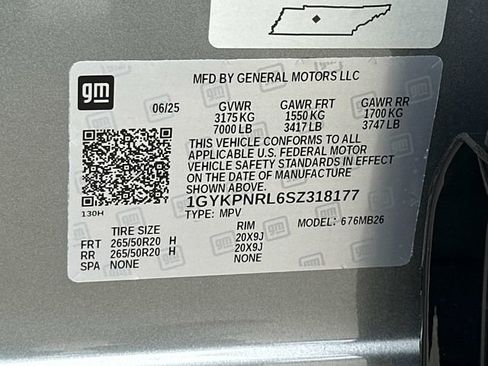 gm
MFD BY GENERAL MOTORS LLC
06/25 GVWR GAWR FRT GAWR RR
3175 KG 1550 KG 1700 KG
7000 LB 3417 LB 3747 LB
THIS VEHICLE CONFORMS TO ALL
APPLICABLE U.S. FEDERAL MOTOR
VEHICLE SAFETY STANDARDS IN EFFECT
ON THE DATE OF MANUFACTURE
SHOWN ABOVE.
1GYKPNRL6SZ318177
130H
TYPE: MPV MODEL: 676MB26
TIRE SIZE RIM
FRT 265/50R20 H 20X9J
RR 265/50R20 H 20X9J
SPA NONE NONE